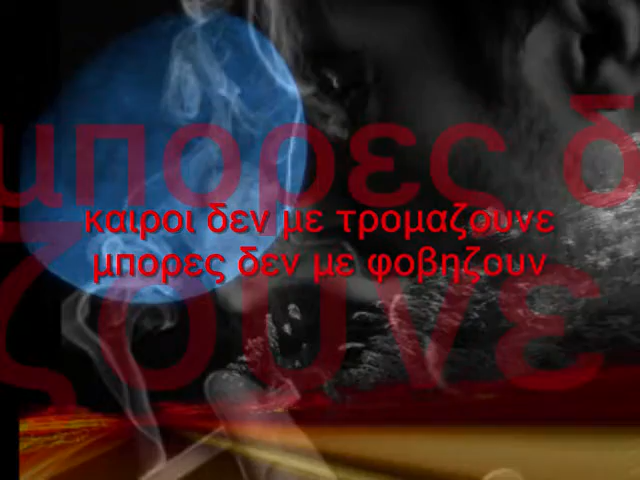 μπορες δ
καιροι δεν με τρομαζουνε
μπορες δεν με φοβηζουν
ζουνε